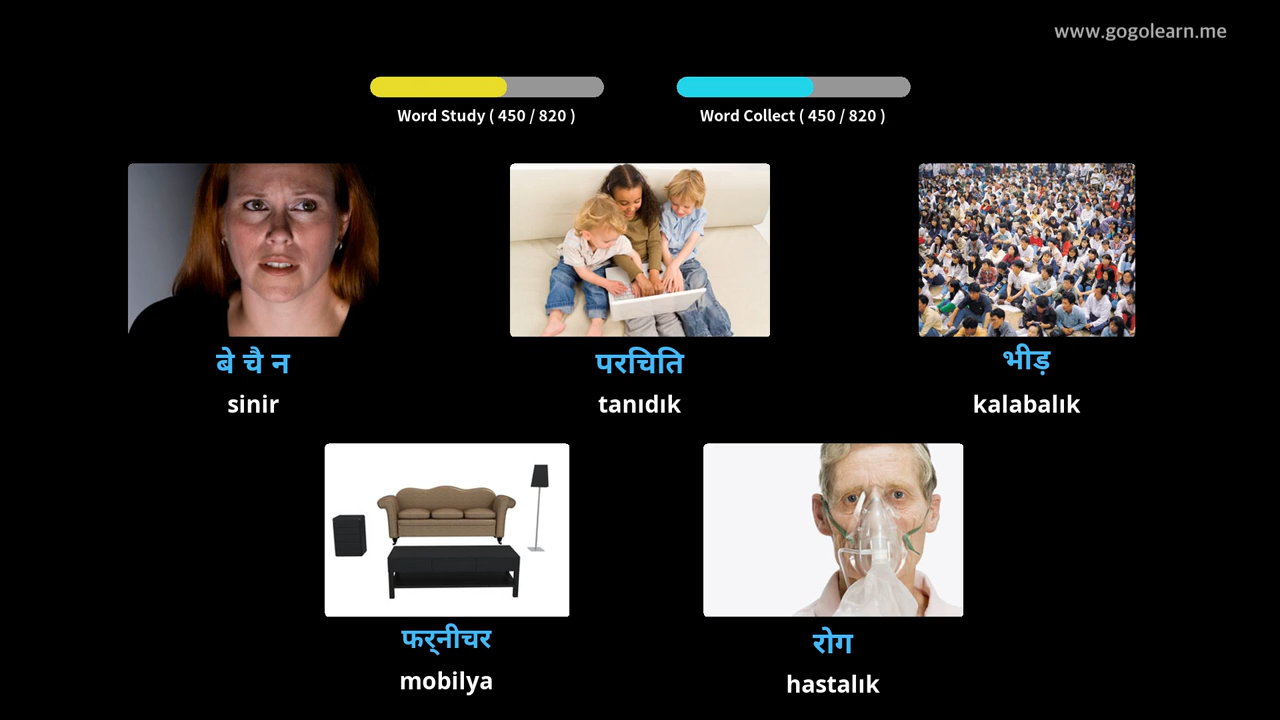 www.gogolearn.me
Word Study ( 450 / 820 )
Word Collect ( 450 / 820 )
बे चै न
परचिति
भीड़
sinir
tanıdık
kalabalık
फर्नीचर
रोग
mobilya
hastalık